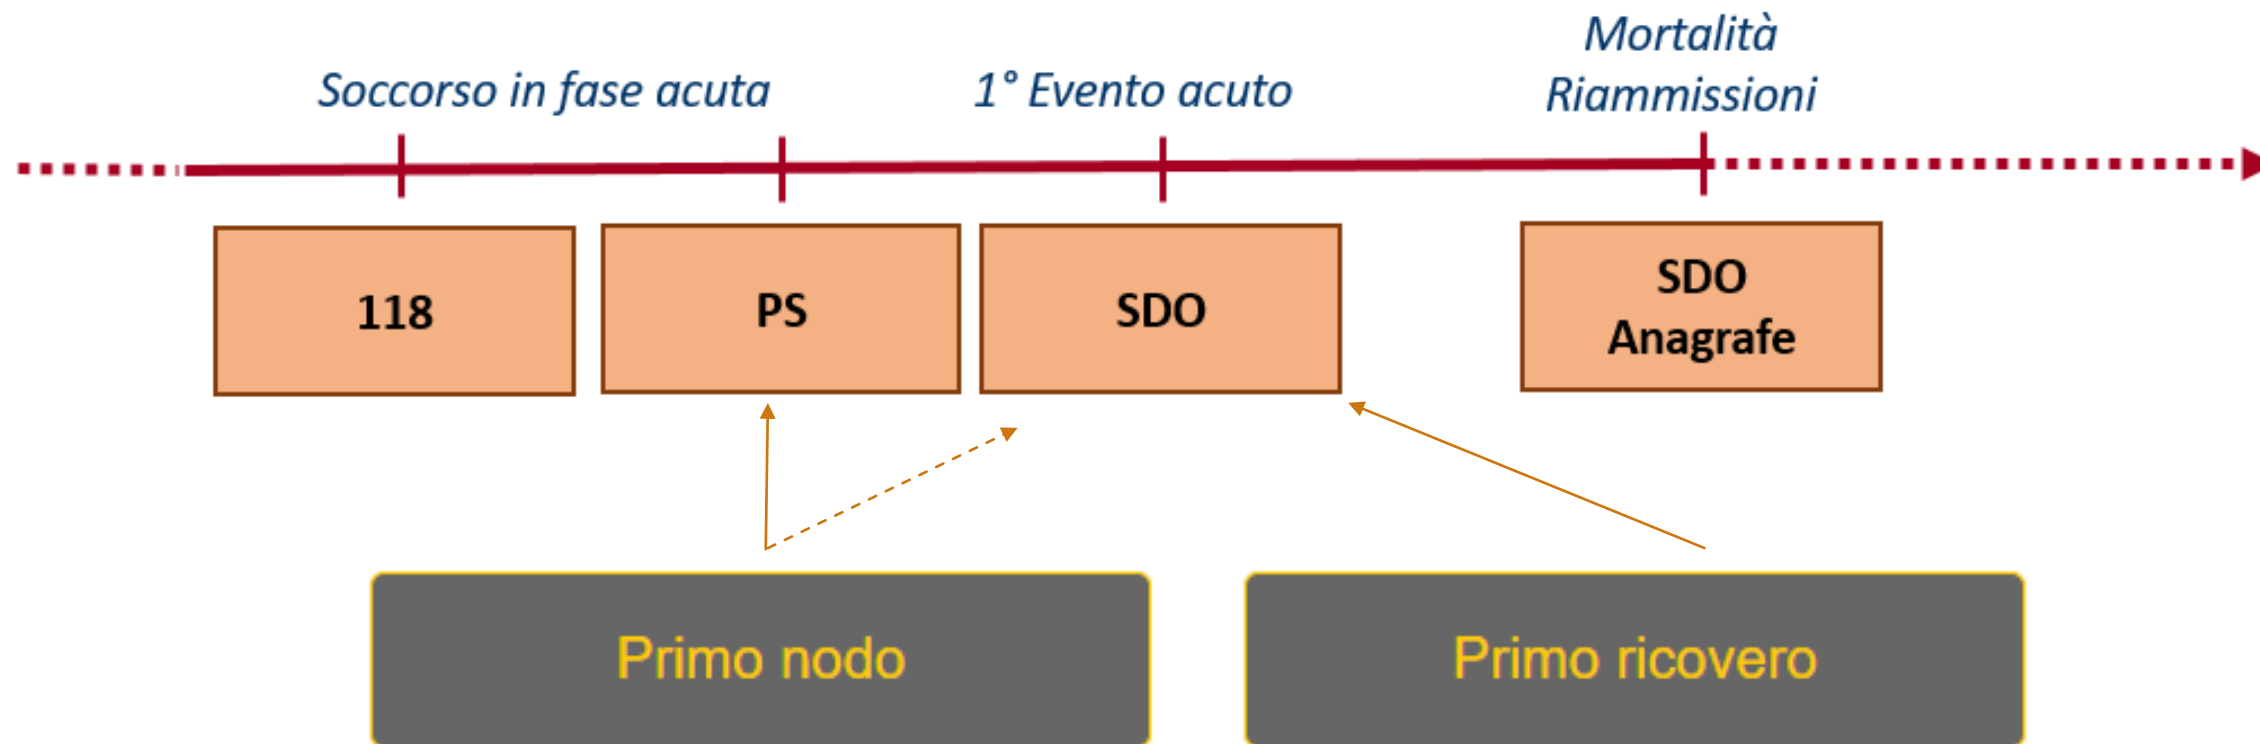 Mortalità
Soccorso in fase acuta
1° Evento acuto
Riammissioni
118
PS
SDO
SDO
Anagrafe
Primo nodo
Primo ricovero